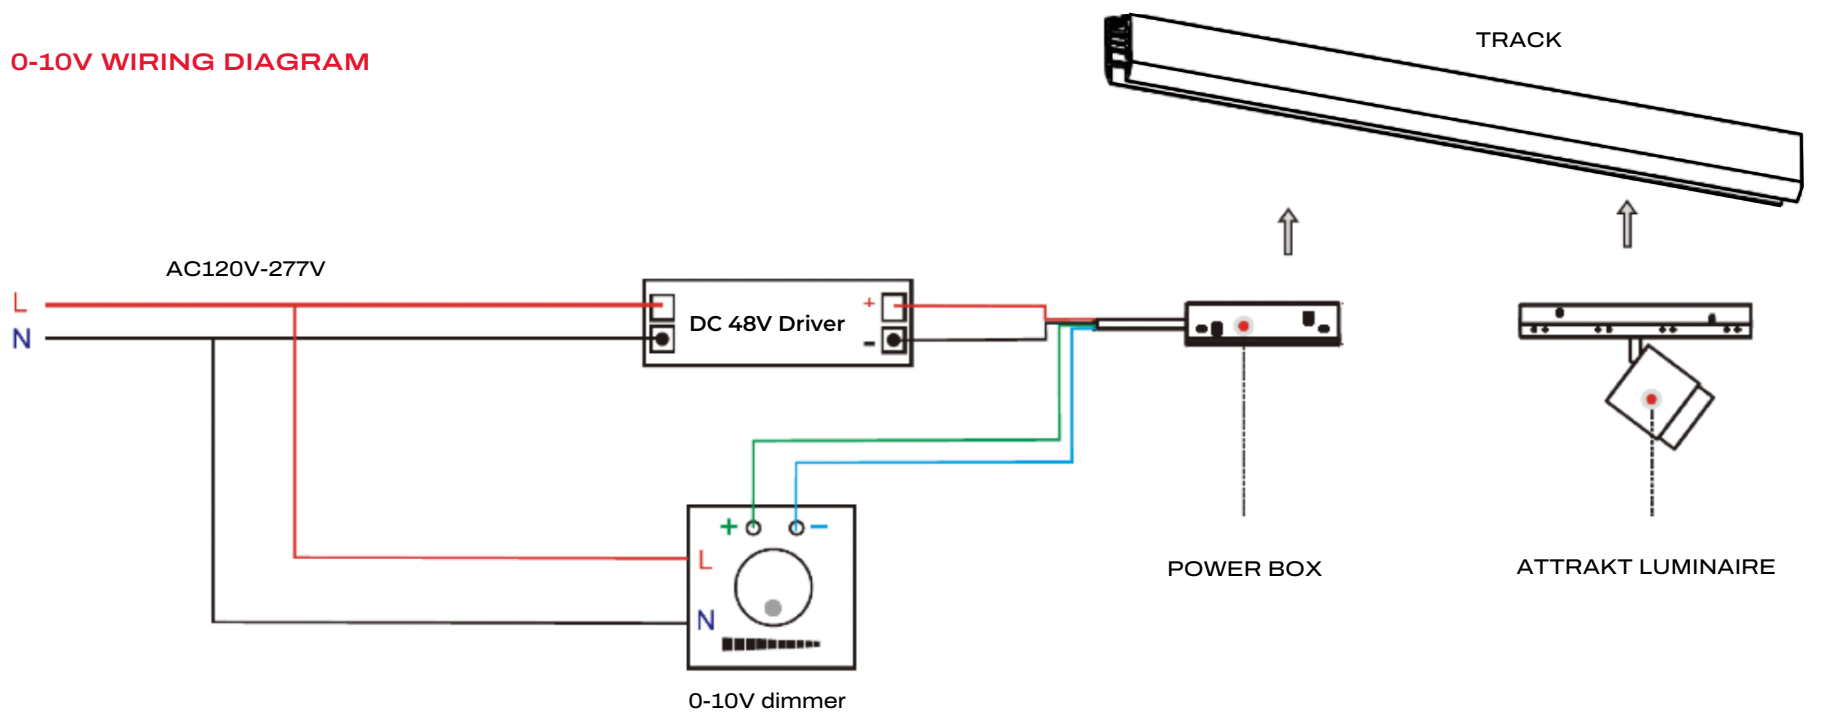 0-10V WIRING DIAGRAM
TRACK
AC120V-277V
L
N
DC 48V Driver
+
-
+
−
L
N
POWER BOX
ATTRAKT LUMINAIRE
0-10V dimmer